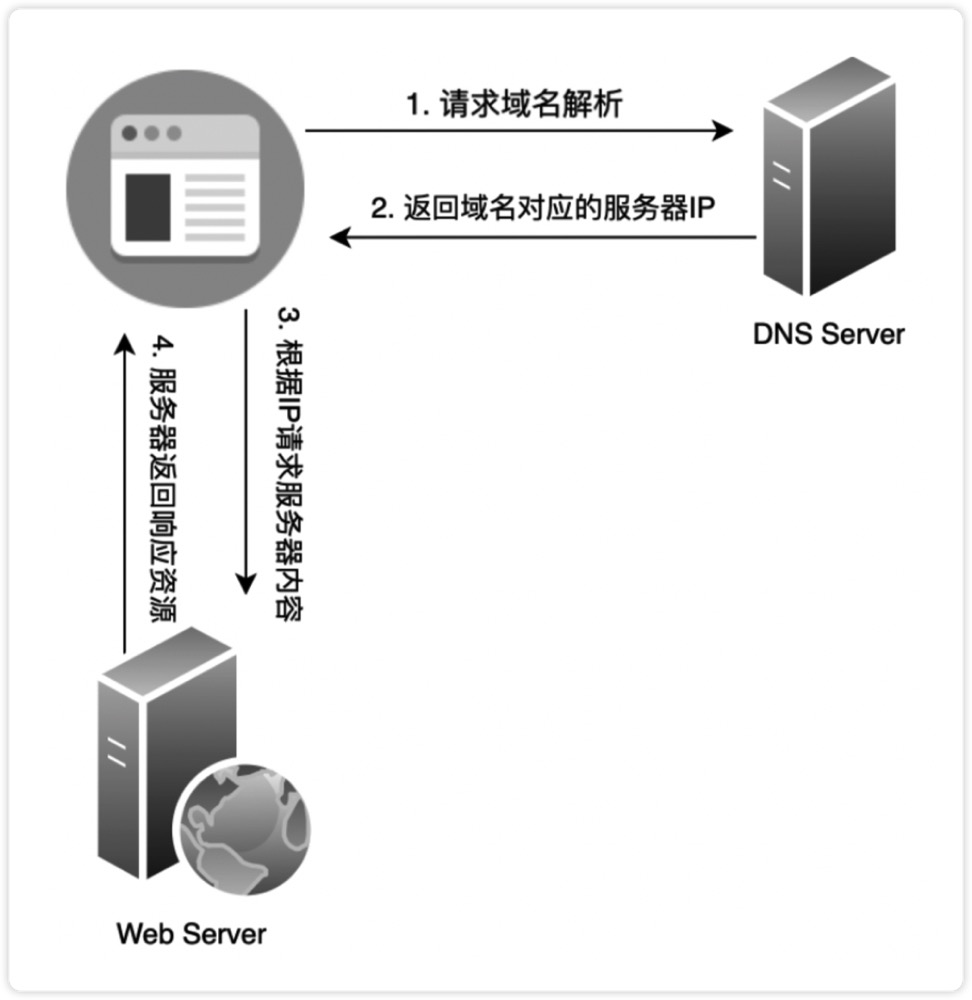 1. 请求域名解析
2. 返回域名对应的服务器IP
DNS Server
3. 根据IP请求服务器内容
4. 服务器返回响应资源
Web Server